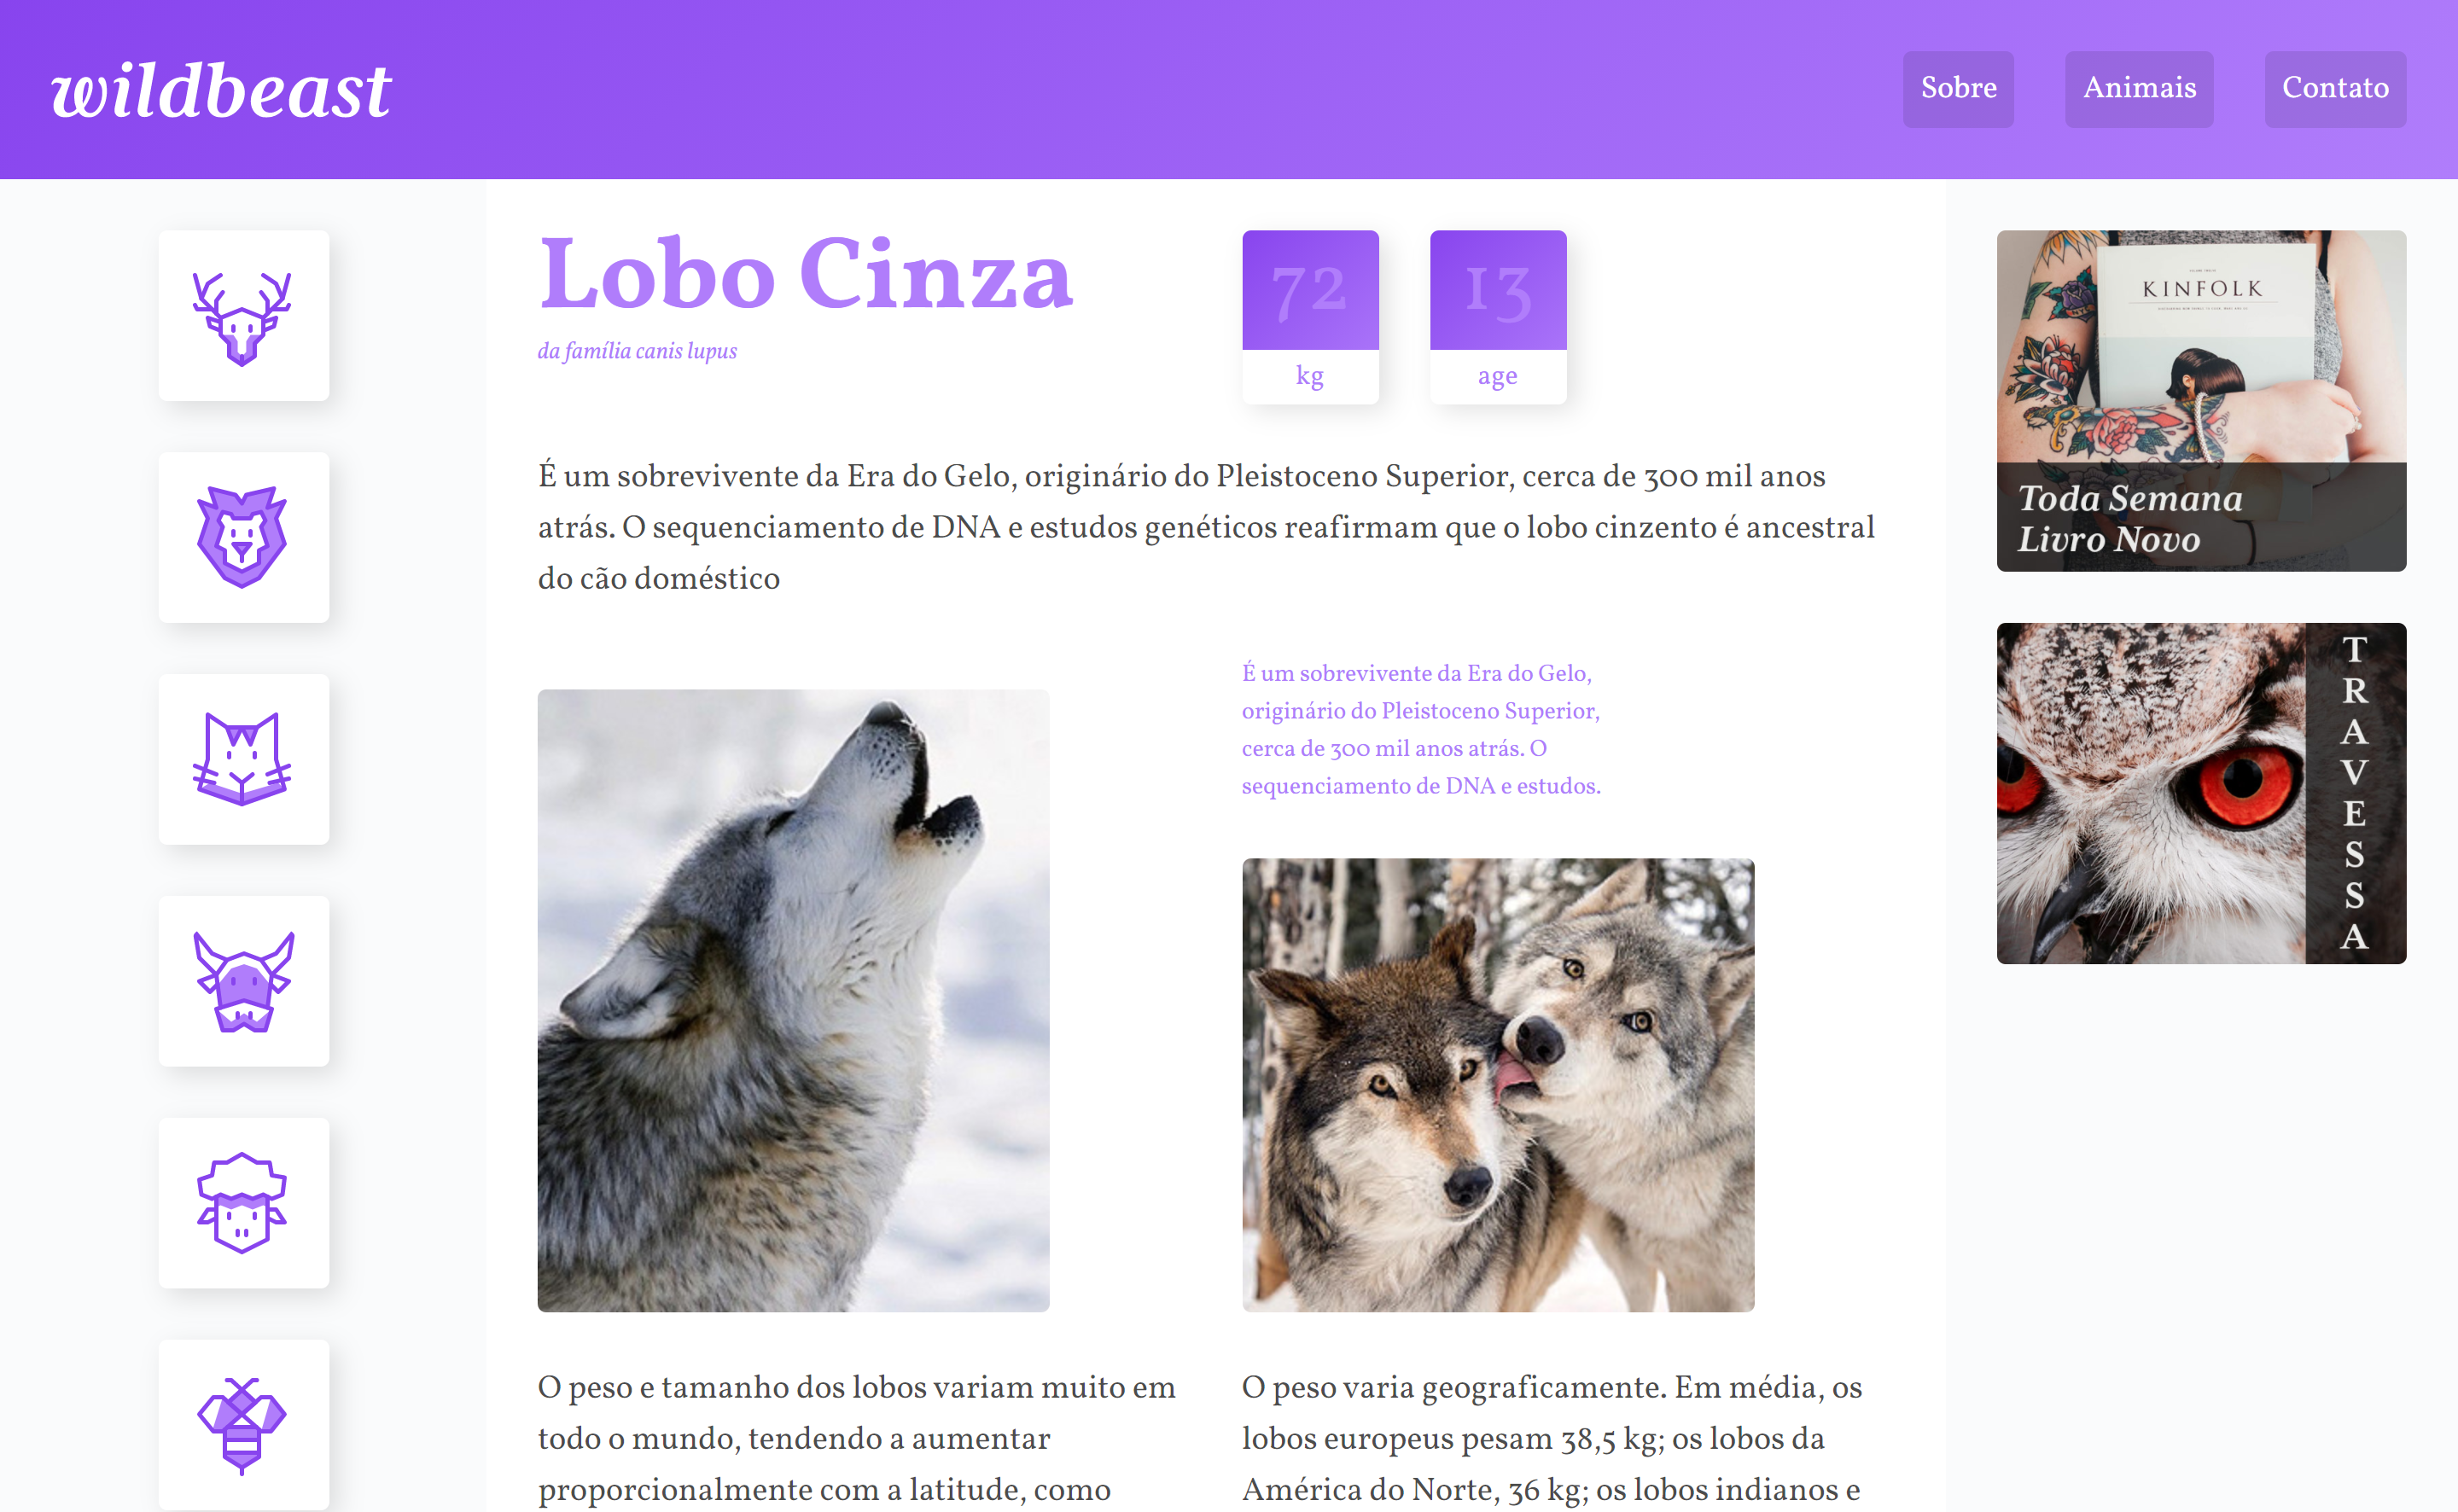 wildbeast
Sobre
Animais
Contato
Lobo Cinza
da família canis lupus
72
kg
13
age
É um sobrevivente da Era do Gelo, originário do Pleistoceno Superior, cerca de 300 mil anos
atrás. O sequenciamento de DNA e estudos genéticos reafirmam que o lobo cinzento é ancestral
do cão doméstico
É um sobrevivente da Era do Gelo,
originário do Pleistoceno Superior,
cerca de 300 mil anos atrás. O
sequenciamento de DNA e estudos.
O peso e tamanho dos lobos variam muito em
todo o mundo, tendendo a aumentar
proporcionalmente com a latitude, como
O peso varia geograficamente. Em média, os
lobos europeus pesam 38,5 kg; os lobos da
América do Norte, 36 kg; os lobos indianos e
KINFOLK
Toda Semana
Livro Novo
TRAVESSA